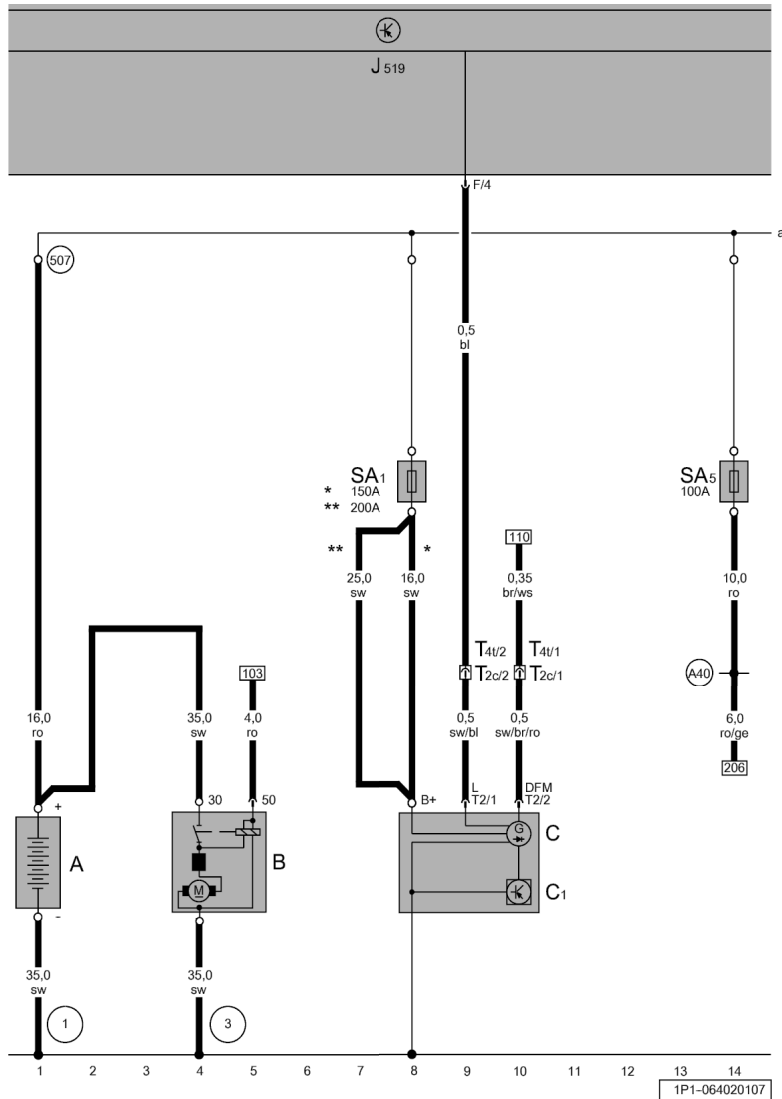 J 519
F/4
a
507
0,5
bl
SA1
* 150A
** 200A
SA5
100A
** *
110
25,0
sw
16,0
sw
0,35
br/ws
10,0
ro
T4t/2
T4t/1
T2c/2
T2c/1
A40
103
16,0
ro
35,0
sw
4,0
ro
0,5
sw/bl
0,5
sw/br/ro
6,0
ro/ge
206
+
30
50
B+
L
T2/1
DFM
T2/2
A
B
M
G
C
C1
-
35,0
sw
35,0
sw
1
3
1 2 3 4 5 6 7 8 9 10 11 12 13 14
1P1-064020107